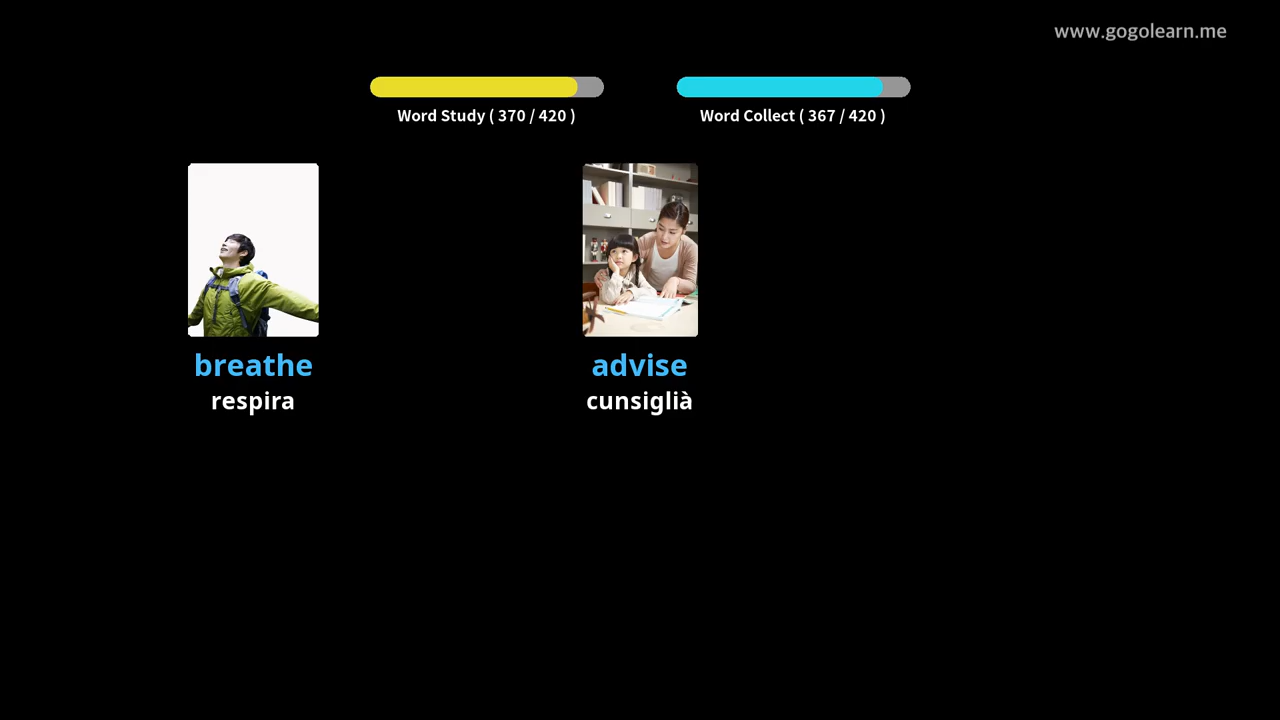 www.gogolearn.me
Word Study ( 370 / 420 )
Word Collect ( 367 / 420 )
breathe
respira
advise
cunsiglià